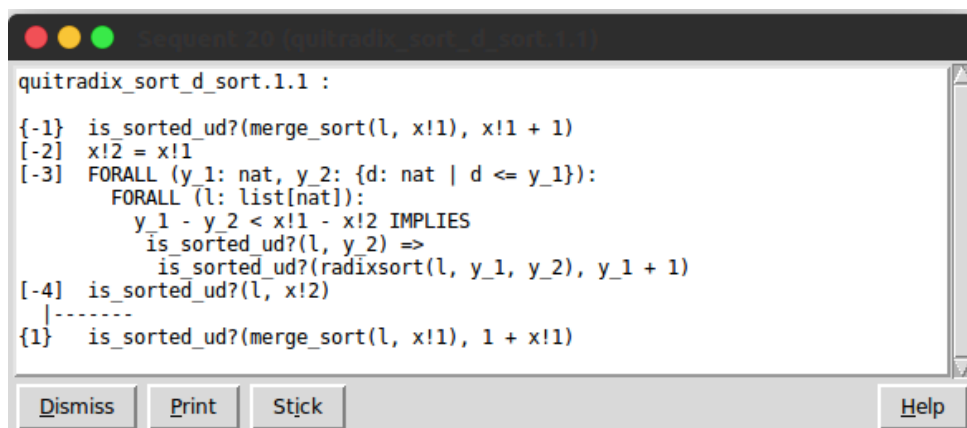 Sequent 20 (quitradix_sort_d_sort.1.1)
quitradix_sort_d_sort.1.1 :
{-1} is_sorted_ud?(merge_sort(l, x!1), x!1 + 1)
[-2] x!2 = x!1
[-3] FORALL (y_1: nat, y_2: {d: nat | d <= y_1}):
FORALL (l: list[nat]):
y_1 - y_2 < x!1 - x!2 IMPLIES
is_sorted_ud?(l, y_2) =>
is_sorted_ud?(radixsort(l, y_1, y_2), y_1 + 1)
[-4] is_sorted_ud?(l, x!2)
|-------
{1} is_sorted_ud?(merge_sort(l, x!1), 1 + x!1)
Dismiss Print Stick Help